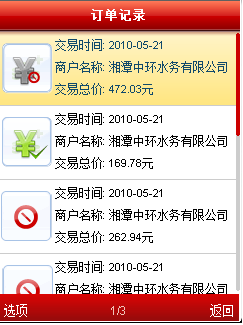 订单记录
交易时间: 2010-05-21
商户名称: 湘潭中环水务有限公司
交易总价: 472.03元
交易时间: 2010-05-21
商户名称: 湘潭中环水务有限公司
交易总价: 169.78元
交易时间: 2010-05-21
商户名称: 湘潭中环水务有限公司
交易总价: 262.94元
交易时间: 2010-05-21
商户名称: 湘潭中环水务有限公司
选项 1/3 返回